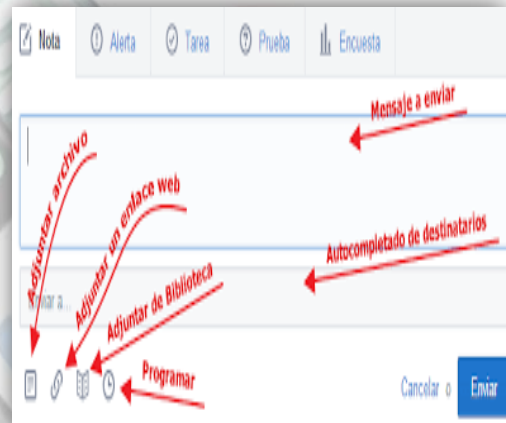 Nota Alerta Tarea Prueba Encuesta
Mensaje a enviar
Adjuntar archivo
Adjuntar un enlace web
Autocompletado de destinatarios
Enviar a...
Adjuntar de Biblioteca
Programar
Cancelar o Enviar